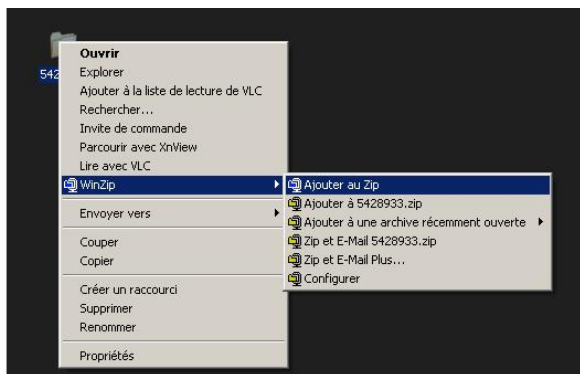 542
Ouvrir
Explorer
Ajouter à la liste de lecture de VLC
Rechercher...
Invite de commande
Parcourir avec XnView
Lire avec VLC
WinZip
Envoyer vers
Couper
Copier
Créer un raccourci
Supprimer
Renommer
Propriétés
Ajouter au Zip
Ajouter à 5428933.zip
Ajouter à une archive récemment ouverte
Zip et E-Mail 5428933.zip
Zip et E-Mail Plus...
Configurer